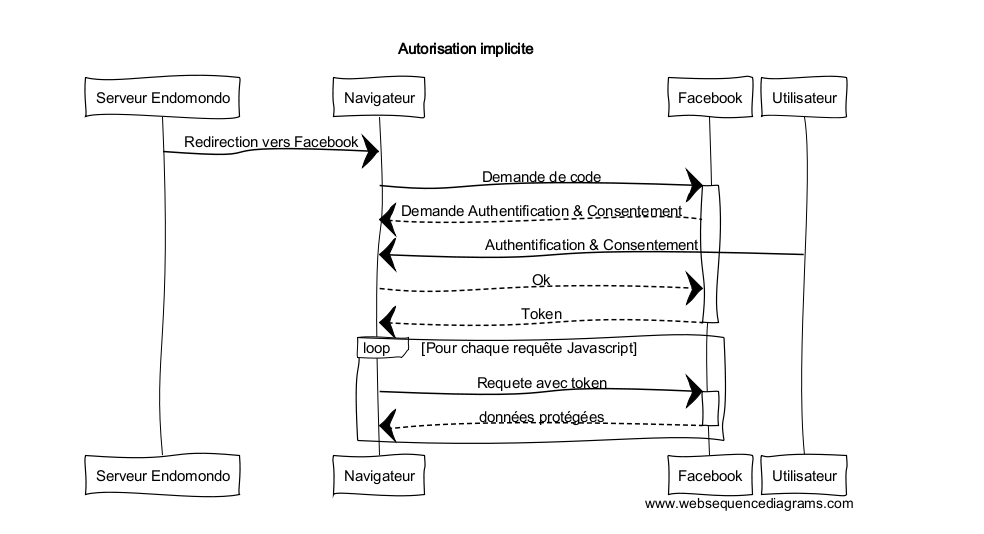 Autorisation implicite
Serveur Endomondo
Navigateur
Facebook
Utilisateur
Redirection vers Facebook
Demande de code
Demande Authentification & Consentement
Authentification & Consentement
Ok
Token
loop
[Pour chaque requête Javascript]
Requete avec token
données protégées
Serveur Endomondo
Navigateur
Facebook
Utilisateur
www.websequencediagrams.com